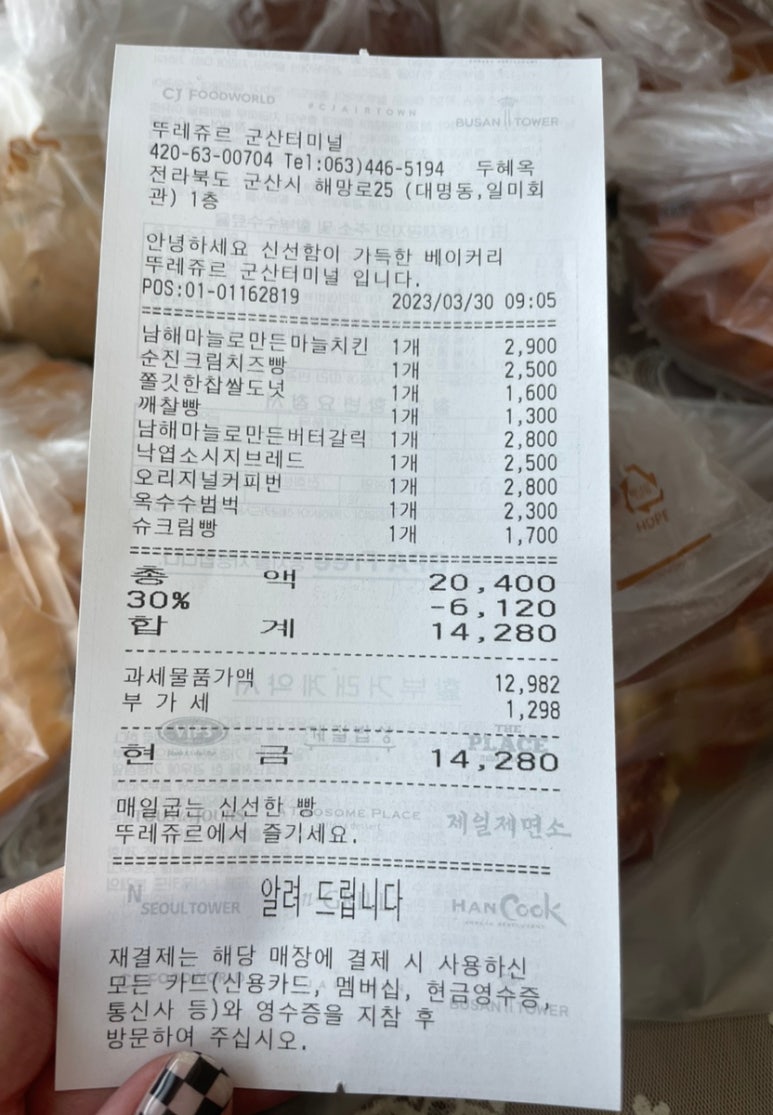 CJ FOODWORLD
#CJAIRTOWN
BUSAN TOWER
뚜레쥬르 군산터미널
420-63-00704 Tel:063)446-5194 두혜옥
전라북도 군산시 해망로25 (대명동,일미회
관) 1층
안녕하세요 신선함이 가득한 베이커리
뚜레쥬르 군산터미널 입니다.
POS:01-01162819 2023/03/30 09:05
남해마늘로만든마늘치킨 1개 2,900
순진크림치즈빵 1개 2,500
쫄깃한찹쌀도넛 1개 1,600
깨찰빵 1개 1,300
남해마늘로만든버터갈릭 1개 2,800
낙엽소시지브레드 1개 2,500
오리지널커피번 1개 2,800
옥수수범벅 1개 2,300
슈크림빵 1개 1,700
총 액 20,400
30% -6,120
합 계 14,280
과세물품가액 12,982
부 가 세 1,298
VIPS
계절밥상
THE PLACE
현 금 14,280
매일굽는 신선한 빵
A TWOSOME PLACE
제일제면소
뚜레쥬르에서 즐기세요.
N SEOULTOWER
알려 드립니다
HANCook
재결제는 해당 매장에 결제 시 사용하신
모든 카드(신용카드, 멤버십, 현금영수증,
통신사 등)와 영수증을 지참 후
BUSAN TOWER
방문하여 주십시오.
HDPE